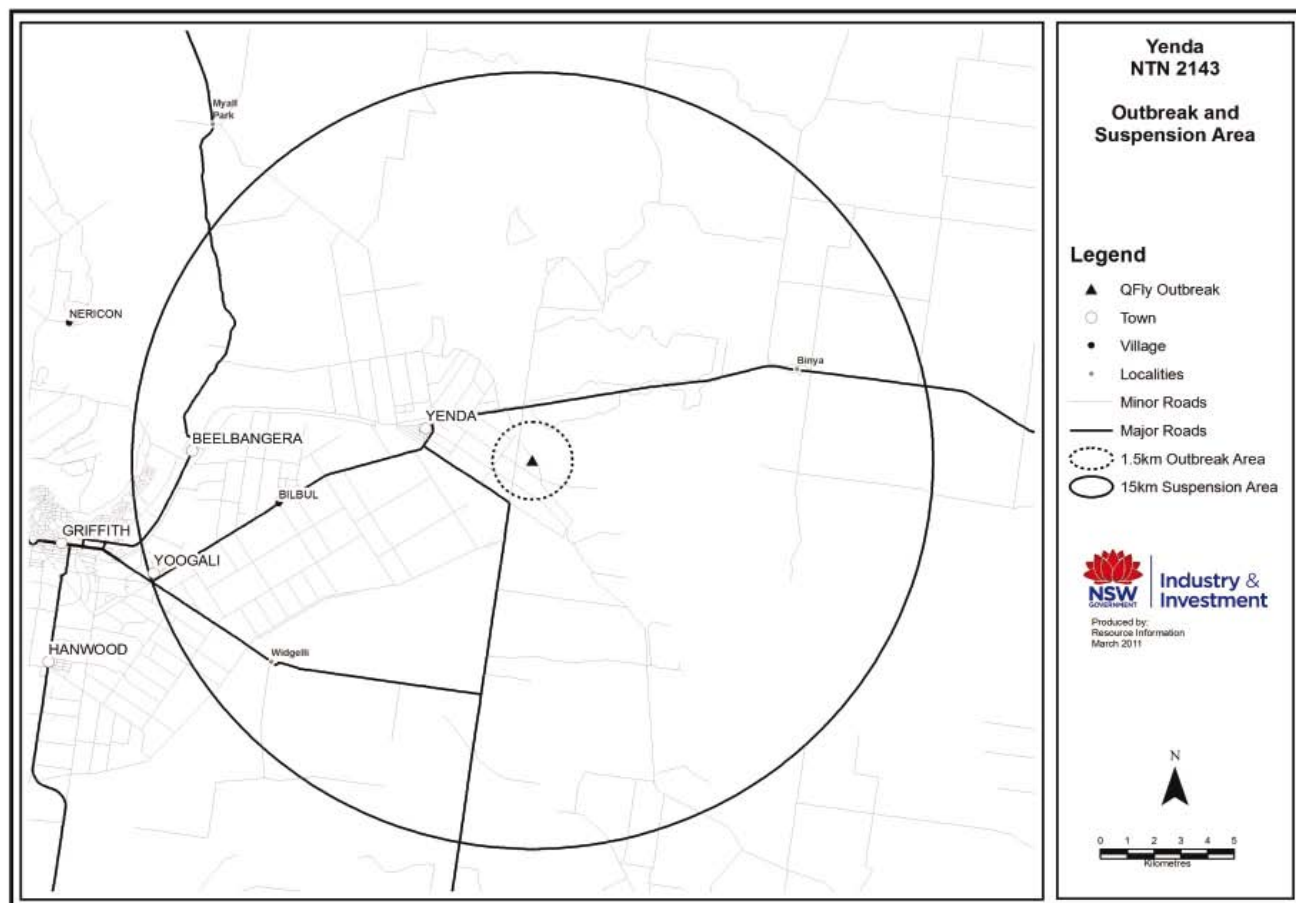 Yenda
NTN 2143
Outbreak and
Suspension Area
Legend
QFly Outbreak
Town
Village
Localities
Minor Roads
Major Roads
1.5km Outbreak Area
15km Suspension Area
NSW
GOVERNMENT
Industry &
Investment
Produced by:
Resource Information
March 2011
N
0 1 2 3 4 5
Kilometres
Myall
Park
NERICON
Binya
YENDA
BEELBANGERA
BILBUL
GRIFFITH
YOOGALI
HANWOOD
Widgelli